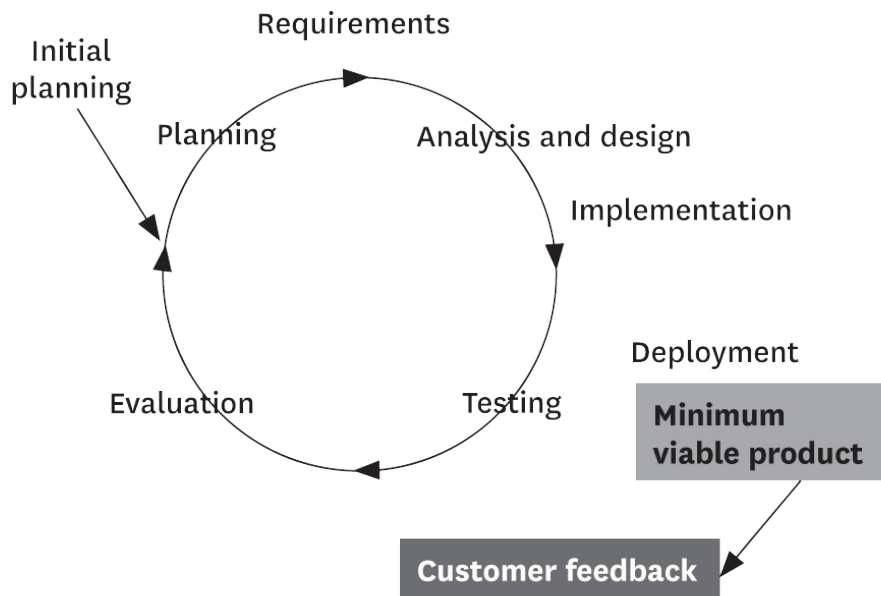 Requirements
Initial
planning
Planning
Analysis and design
Implementation
Deployment
Minimum
viable product
Evaluation
Testing
Customer feedback